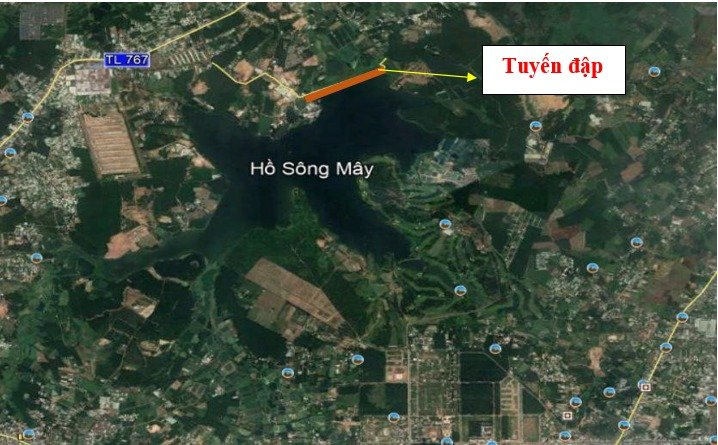 TL 767
Tuyến đập
Hồ Sông Mây